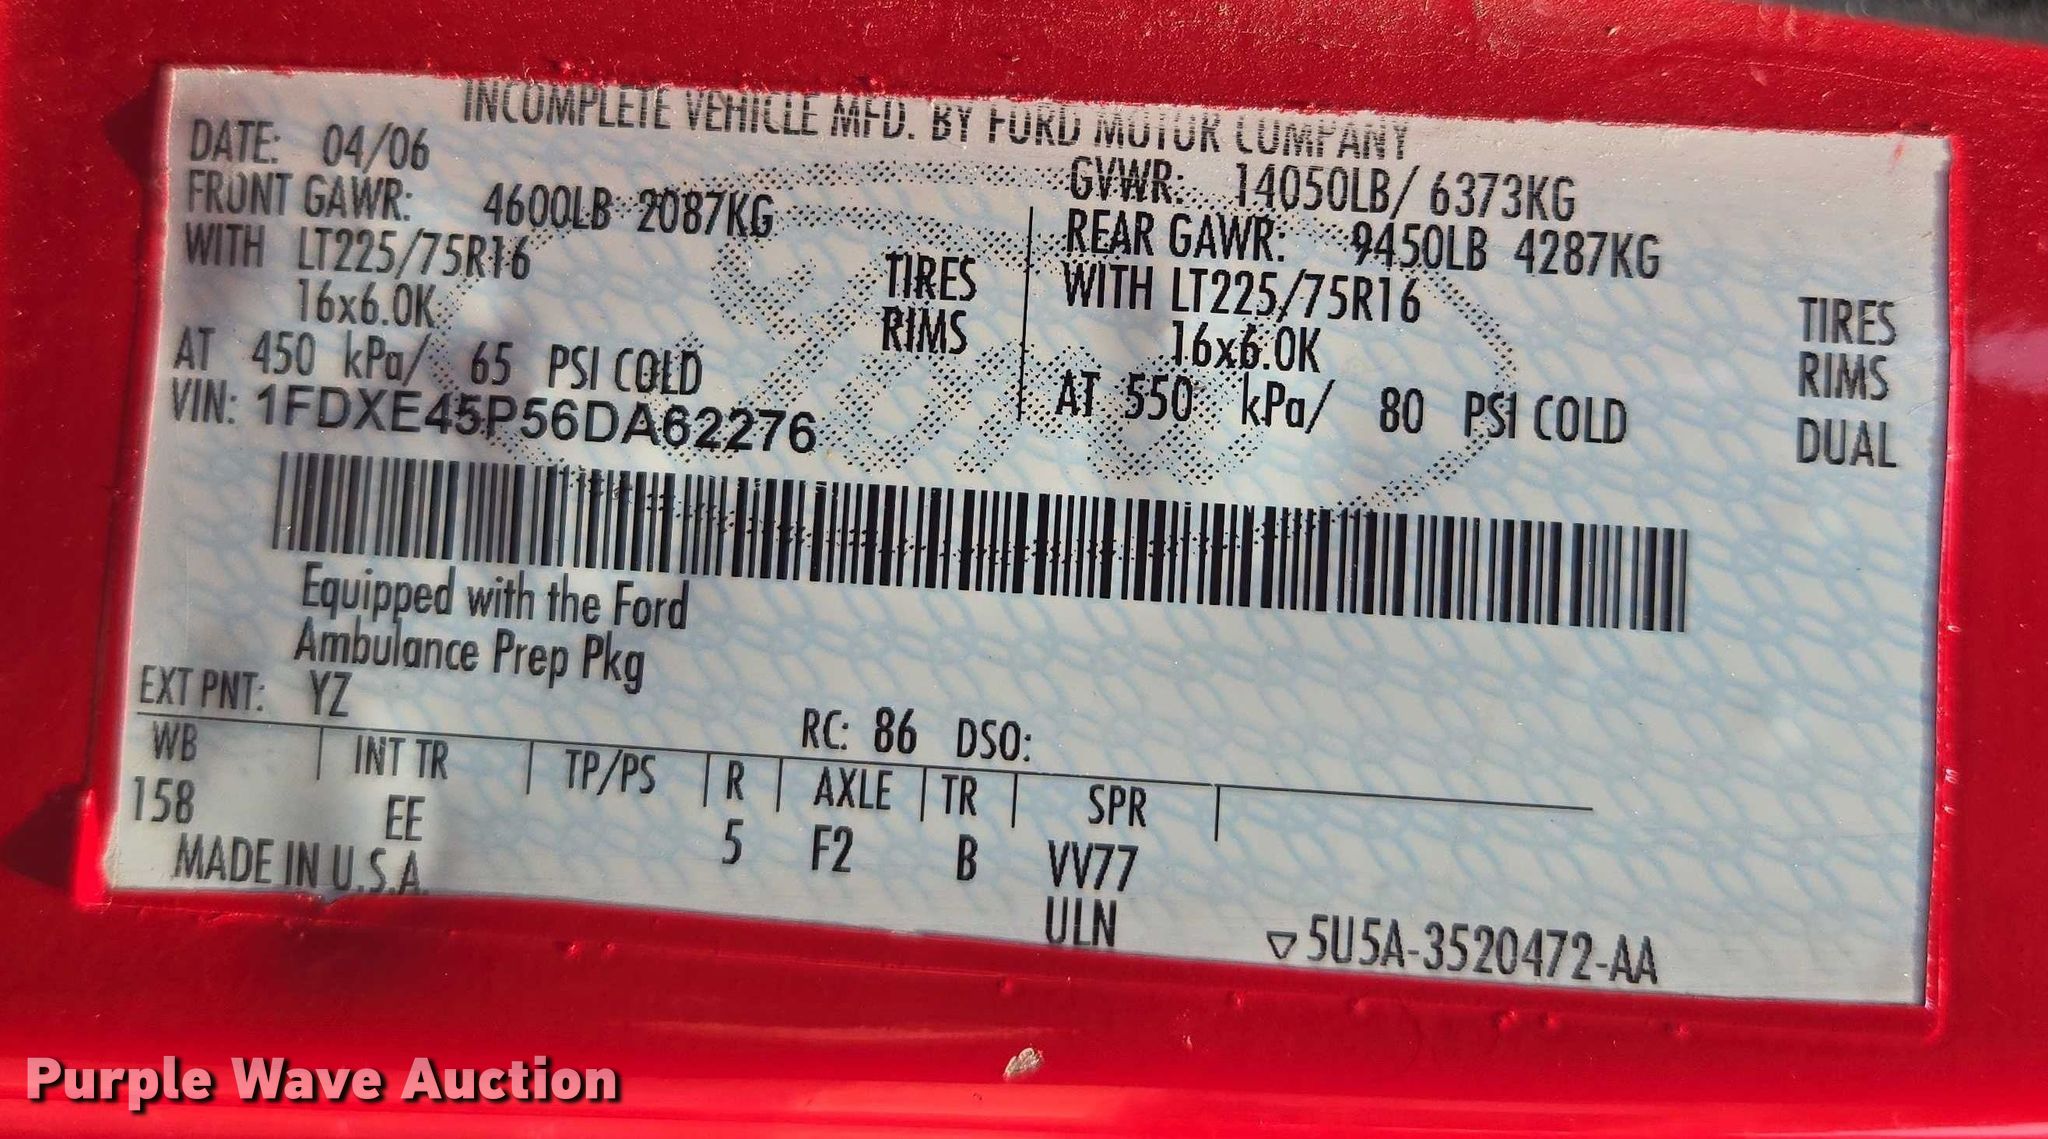 INCOMPLETE VEHICLE MFD. BY FORD MOTOR COMPANY
DATE: 04/06
GVWR: 14050LB/ 6373KG
FRONT GAWR: 4600LB 2087KG
REAR GAWR: 9450LB 4287KG
WITH LT225/75R16 TIRES
WITH LT225/75R16 TIRES
16x6.0K RIMS
16x6.0K RIMS
AT 450 kPa/ 65 PSI COLD
AT 550 kPa/ 80 PSI COLD DUAL
VIN: 1FDXE45P56DA62276
Equipped with the Ford
Ambulance Prep Pkg
EXT PNT: YZ RC: 86 DSO:
WB INT TR TP/PS R AXLE TR SPR
158 EE 5 F2 B VV77
MADE IN U.S.A. ULN ▽5U5A-3520472-AA
Purple Wave Auction